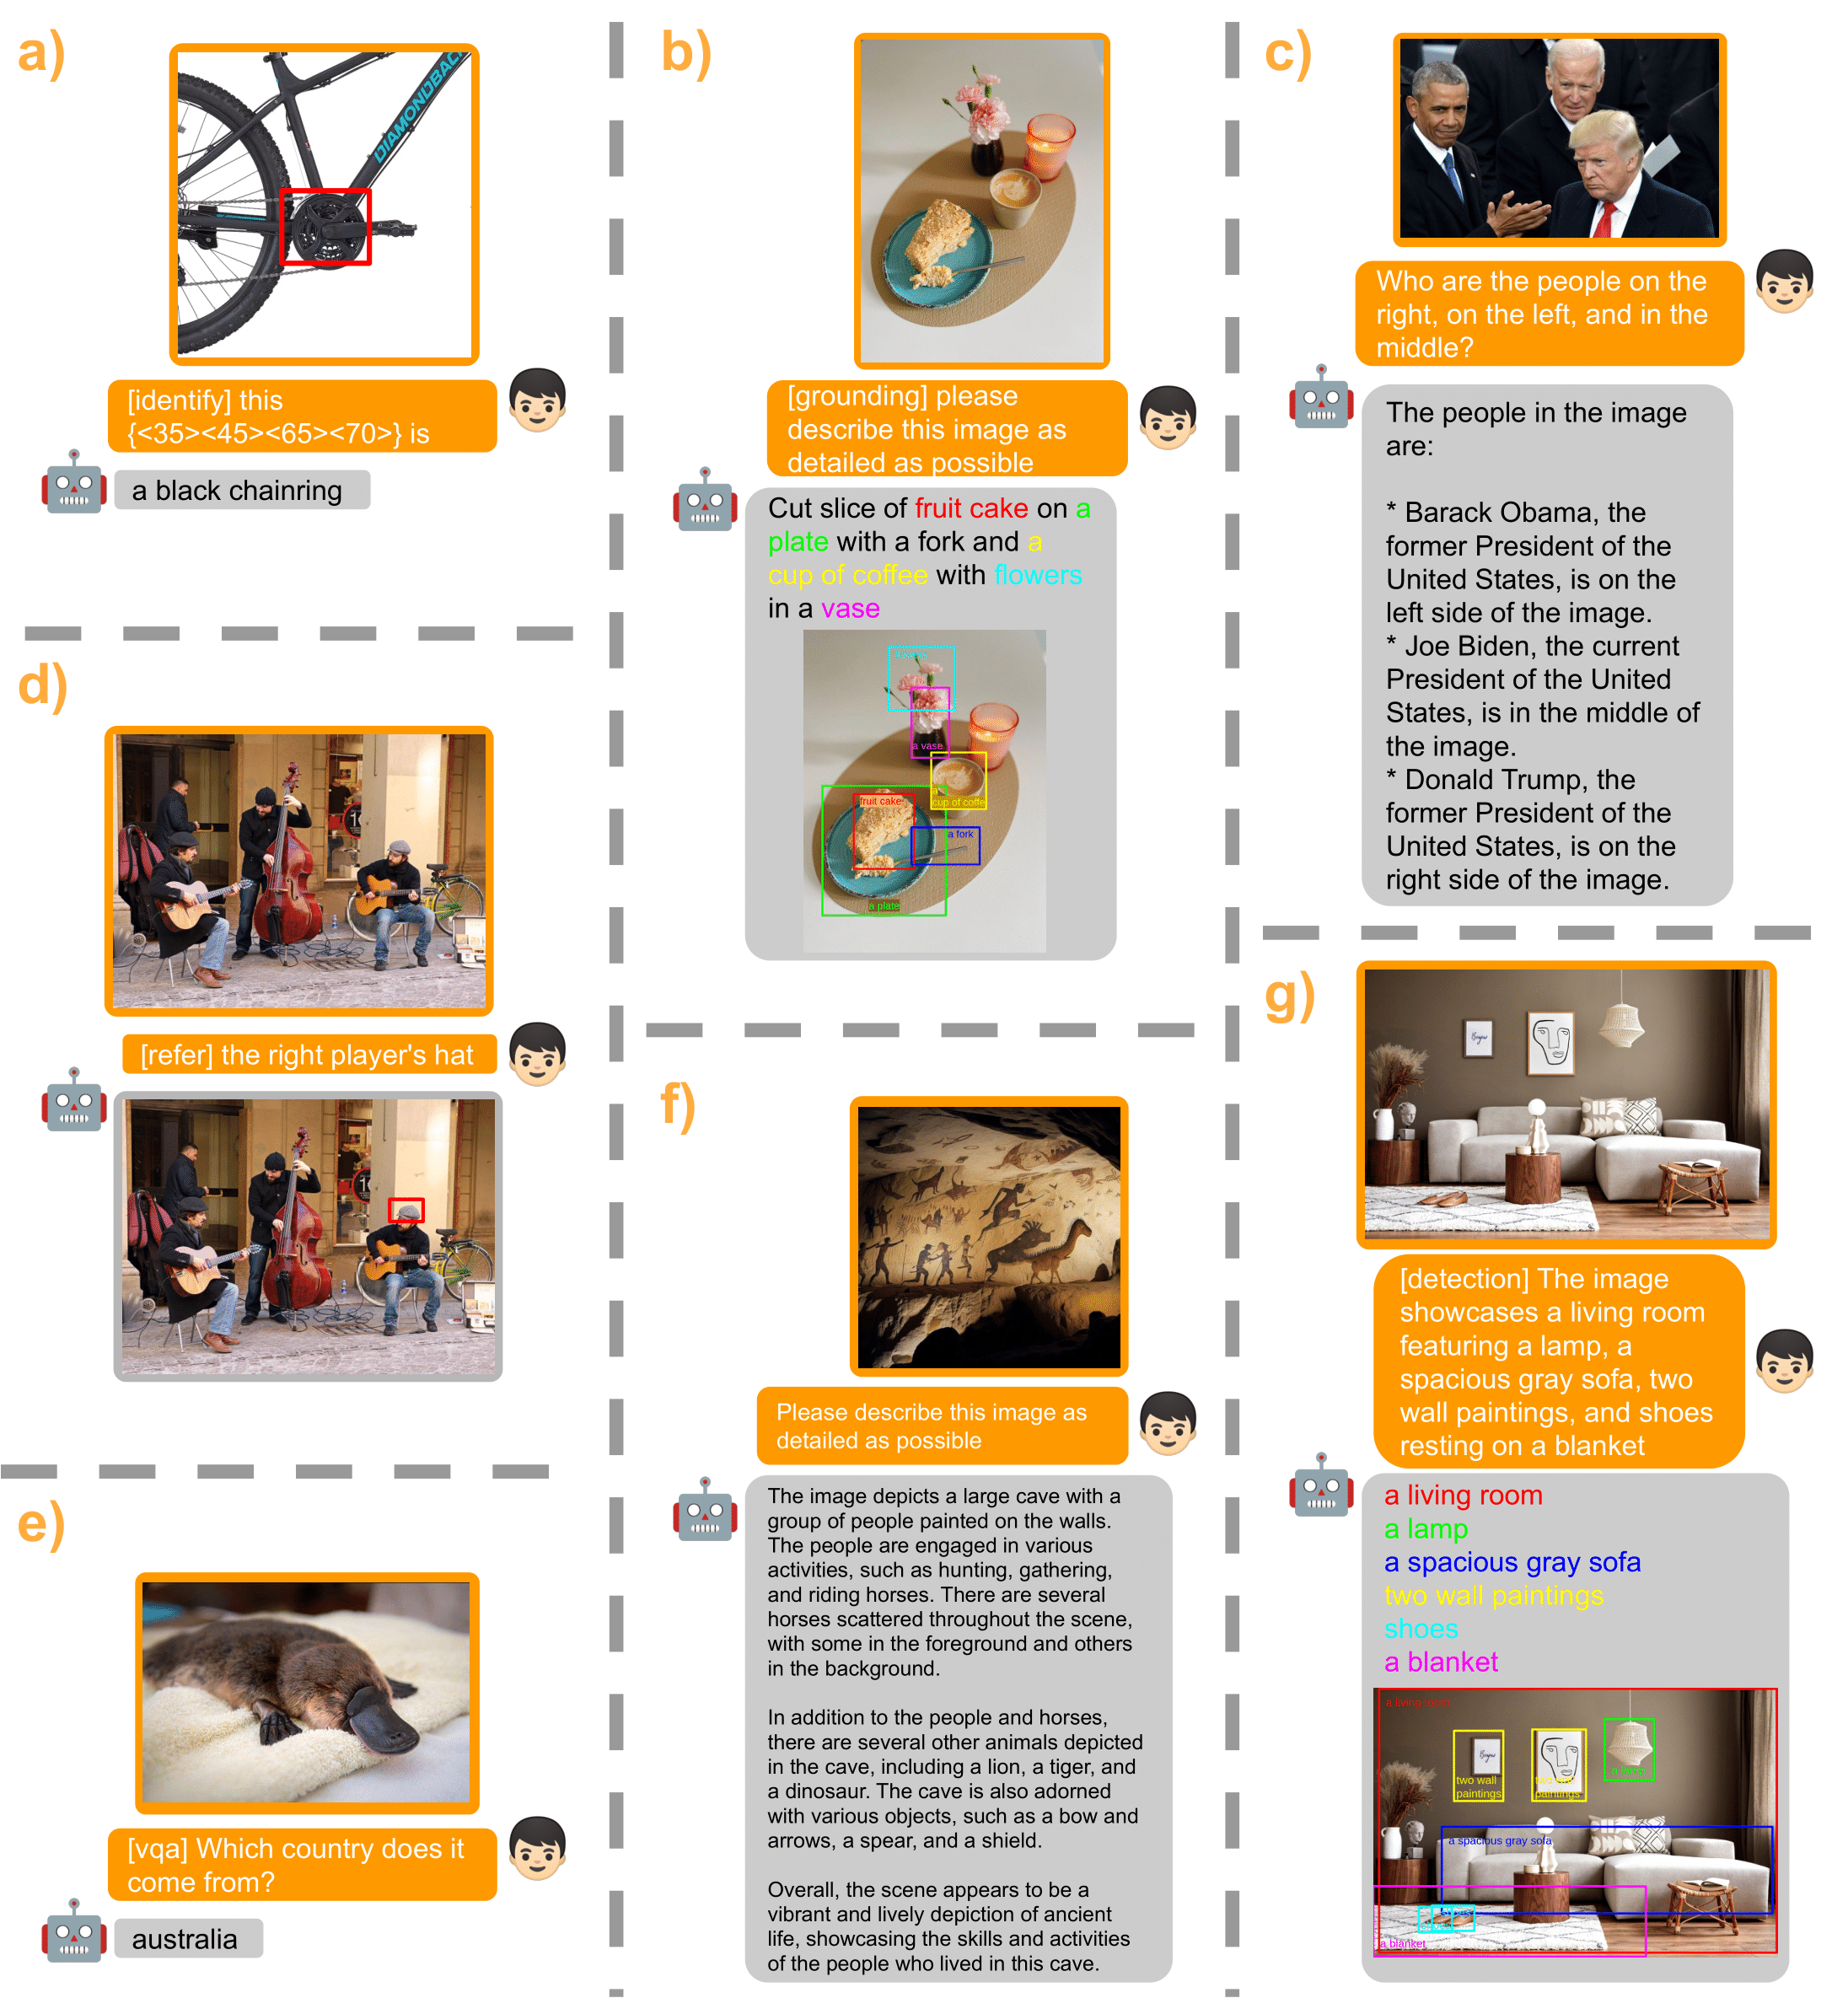 a)
DIAMONDBACK
[identify] this
{<35><45><65><70>} is
a black chainring
b)
[grounding] please
describe this image as
detailed as possible
Cut slice of fruit cake on a
plate with a fork and a
cup of coffee with flowers
in a vase
a vase
cup of coffe
fruit cake
a fork
a plate
c)
Who are the people on the
right, on the left, and in the
middle?
The people in the image
are:
* Barack Obama, the
former President of the
United States, is on the
left side of the image.
* Joe Biden, the current
President of the United
States, is in the middle of
the image.
* Donald Trump, the
former President of the
United States, is on the
right side of the image.
d)
[refer] the right player's hat
e)
[vqa] Which country does it
come from?
australia
f)
Please describe this image as
detailed as possible
The image depicts a large cave with a
group of people painted on the walls.
The people are engaged in various
activities, such as hunting, gathering,
and riding horses. There are several
horses scattered throughout the scene,
with some in the foreground and others
in the background.
In addition to the people and horses,
there are several other animals depicted
in the cave, including a lion, a tiger, and
a dinosaur. The cave is also adorned
with various objects, such as a bow and
arrows, a spear, and a shield.
Overall, the scene appears to be a
vibrant and lively depiction of ancient
life, showcasing the skills and activities
of the people who lived in this cave.
g)
Bonjour
[detection] The image
showcases a living room
featuring a lamp, a
spacious gray sofa, two
wall paintings, and shoes
resting on a blanket
a living room
a lamp
a spacious gray sofa
two wall paintings
shoes
a blanket
a living room
Bonjour
two wall
paintings
two wall
paintings
a lamp
a spacious gray sofa
a blanket